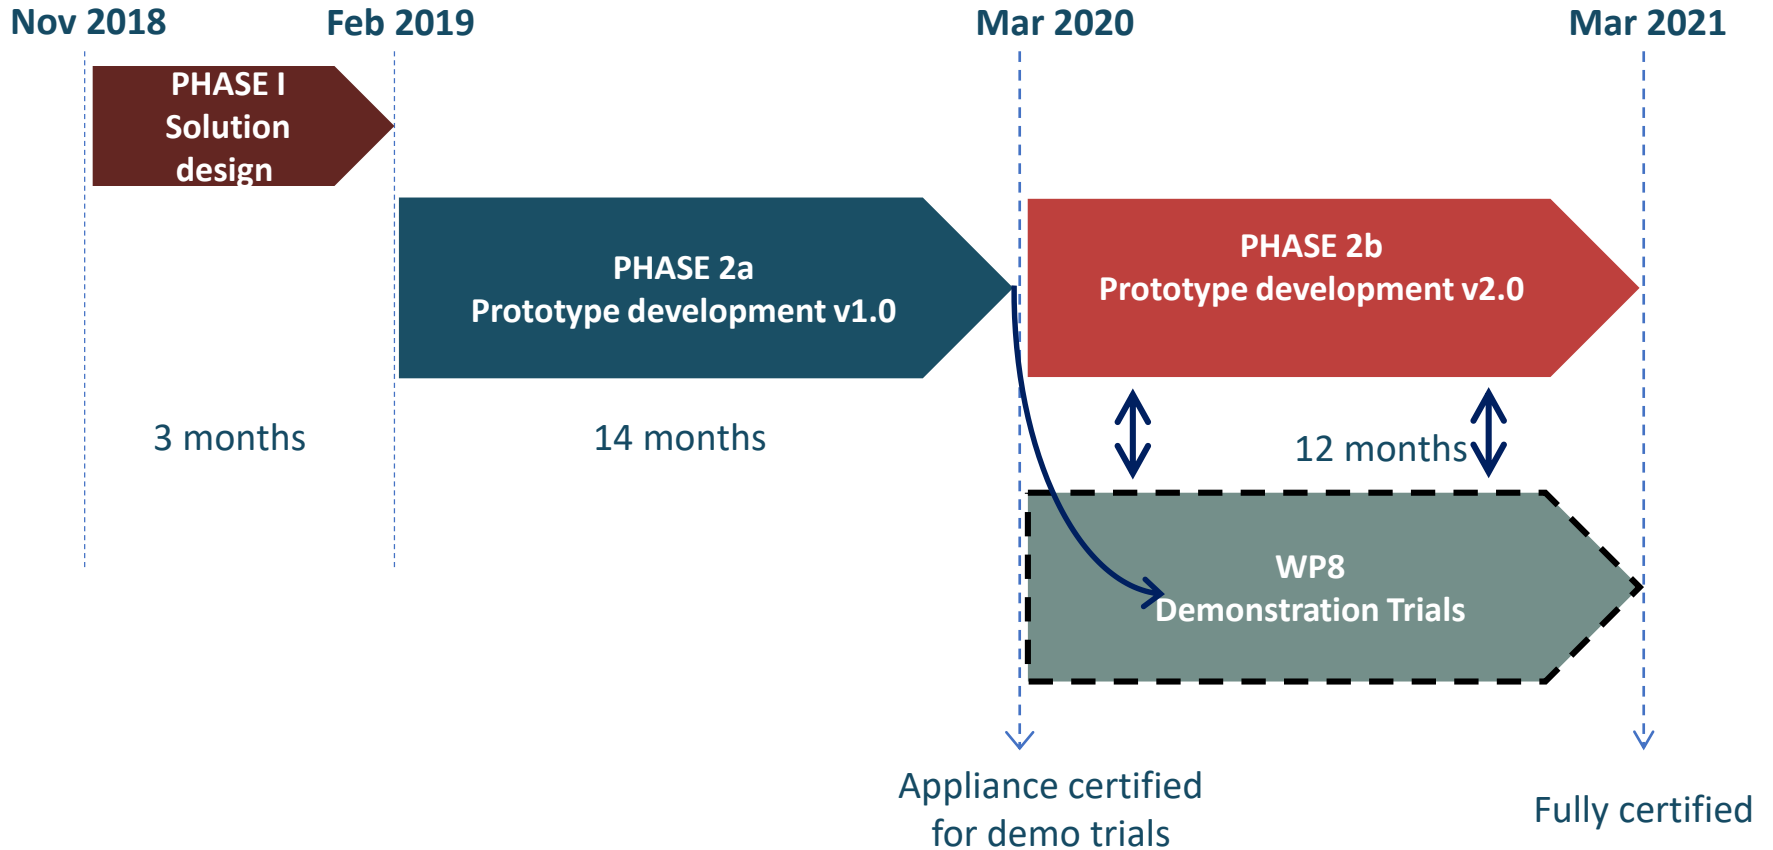 Nov 2018
Feb 2019
Mar 2020
Mar 2021
PHASE I
Solution
design
PHASE 2a
Prototype development v1.0
PHASE 2b
Prototype development v2.0
3 months
14 months
12 months
WP8
Demonstration Trials
Appliance certified
for demo trials
Fully certified